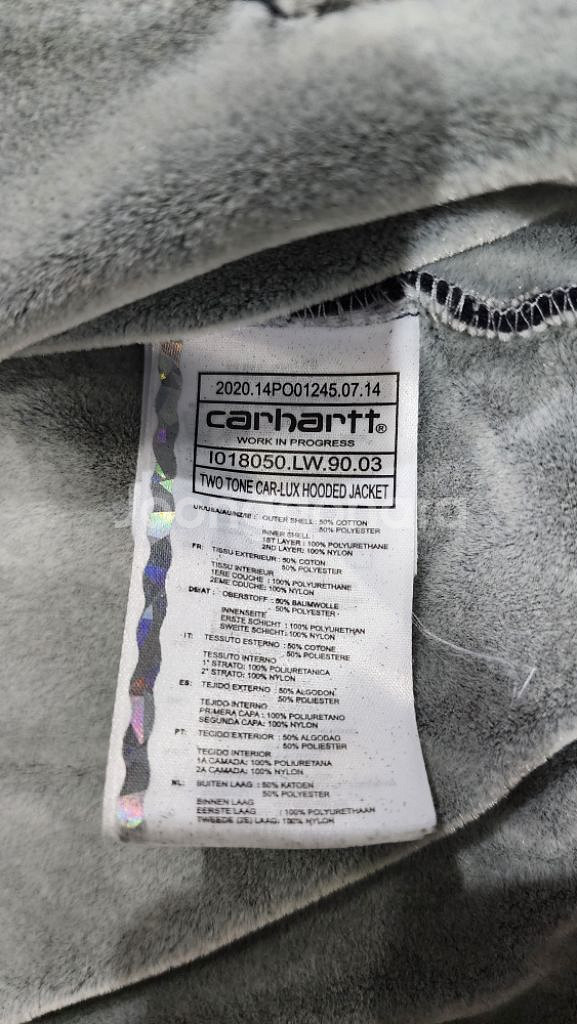 2020.14PO01245.07.14
carhartt®
WORK IN PROGRESS
I018050.LW.90.03
TWO TONE CAR-LUX HOODED JACKET
OUTER SHELL: 50% COTTON
50% POLYESTER
INNER SHELL
1ST LAYER: 100% POLYURETHANE
2ND LAYER: 100% NYLON
FR: TISSU EXTERIEUR: 50% COTON
50% POLYESTER
TISSU INTERIEUR
1ERE COUCHE: 100% POLYURETHANE
2EME COUCHE: 100% NYLON
DE/AT: OBERSTOFF: 50% BAUMWOLLE
50% POLYESTER
INNENSEITE
ERSTE SCHICHT: 100% POLYURETHAN
SWEITE SCHICHT: 100% NYLON
IT: TESSUTO ESTERNO: 50% COTONE
50% POLIESTERE
TESSUTO INTERNO
1° STRATO: 100% POLIURETANICA
2° STRATO: 100% NYLON
ES: TEJIDO EXTERNO: 50% ALGODON
50% POLIESTER
TEJIDO INTERNO
PRIMERA CAPA: 100% POLIURETANO
SEGUNDA CAPA: 100% NYLON
PT: TECIDO EXTERIOR: 50% ALGODAO
50% POLIESTER
TECIDO INTERIOR
1A CAMADA: 100% POLIURETANA
2A CAMADA: 100% NYLON
NL: BUITEN LAAG: 50% KATOEN
50% POLYESTER
BINNEN LAAG
EERSTE LAAG: 100% POLYURETHAAN
TWEEDE (2E) LAAG: 100% NYLON